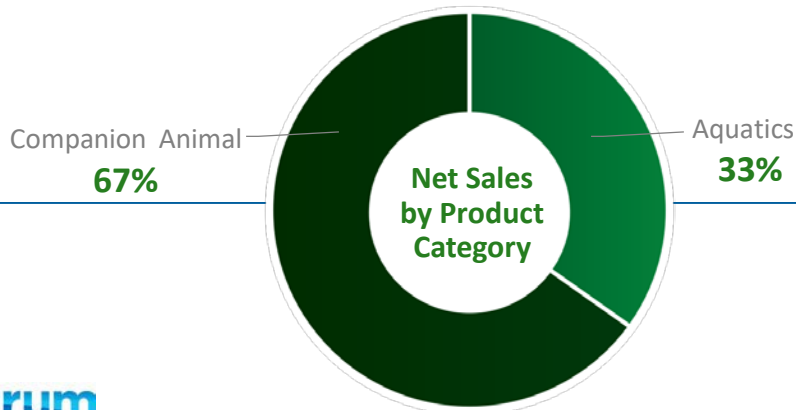 Companion Animal
67%
Aquatics
33%
Net Sales
by Product
Category